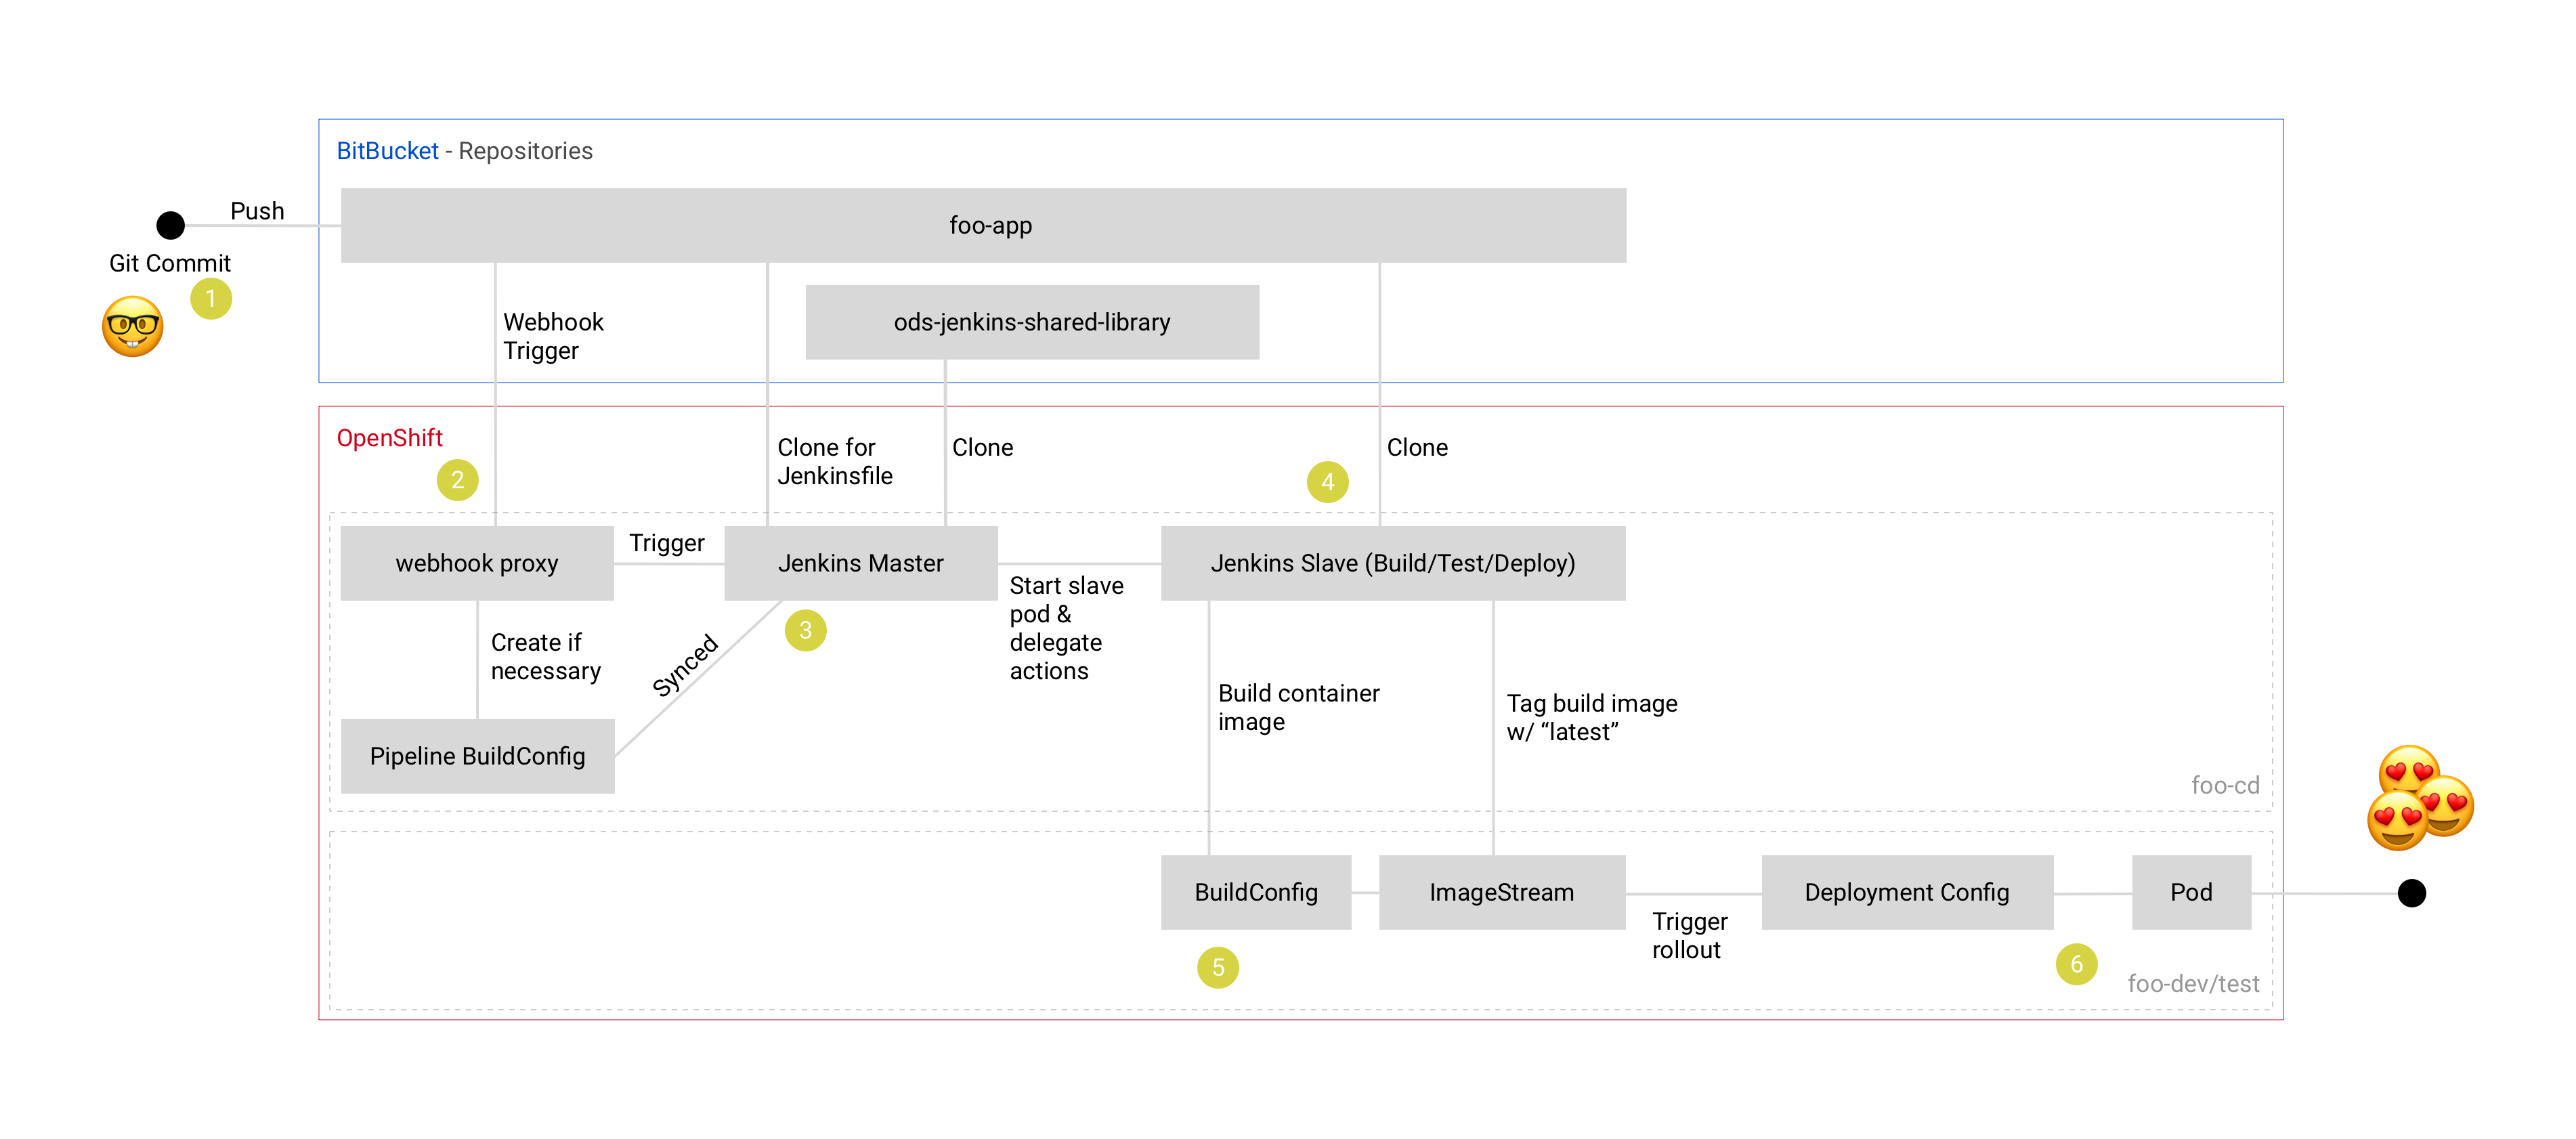 BitBucket - Repositories
Push
foo-app
Git Commit
1
ods-jenkins-shared-library
Webhook
Trigger
OpenShift
2
Clone for
Jenkinsfile
Clone
4
Clone
webhook proxy
Trigger
Jenkins Master
Jenkins Slave (Build/Test/Deploy)
Start slave
pod &
delegate
actions
3
Create if
necessary
Synced
Build container
image
Tag build image
w/ “latest”
Pipeline BuildConfig
foo-cd
BuildConfig
ImageStream
Trigger
rollout
Deployment Config
Pod
5
6
foo-dev/test